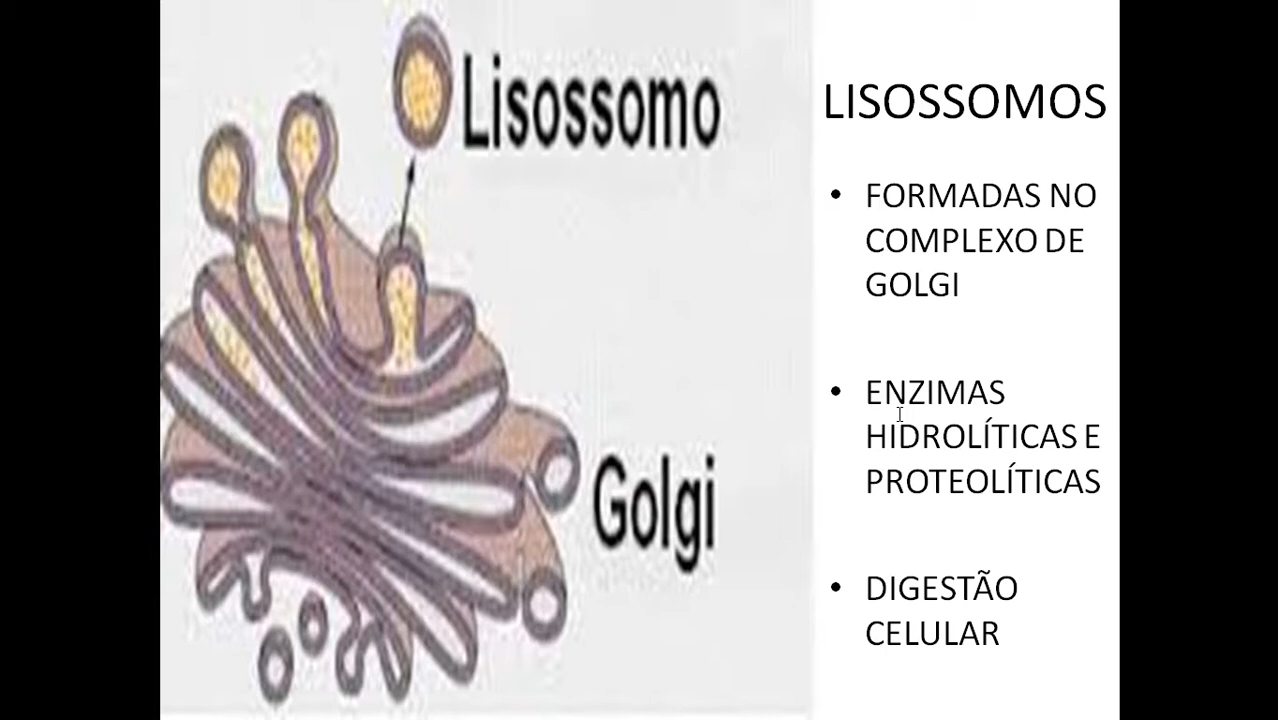 Lisossomo
Golgi
LISOSSOMOS
• FORMADAS NO
COMPLEXO DE
GOLGI
• ENZIMAS
HIDROLÍTICAS E
PROTEOLÍTICAS
• DIGESTÃO
CELULAR